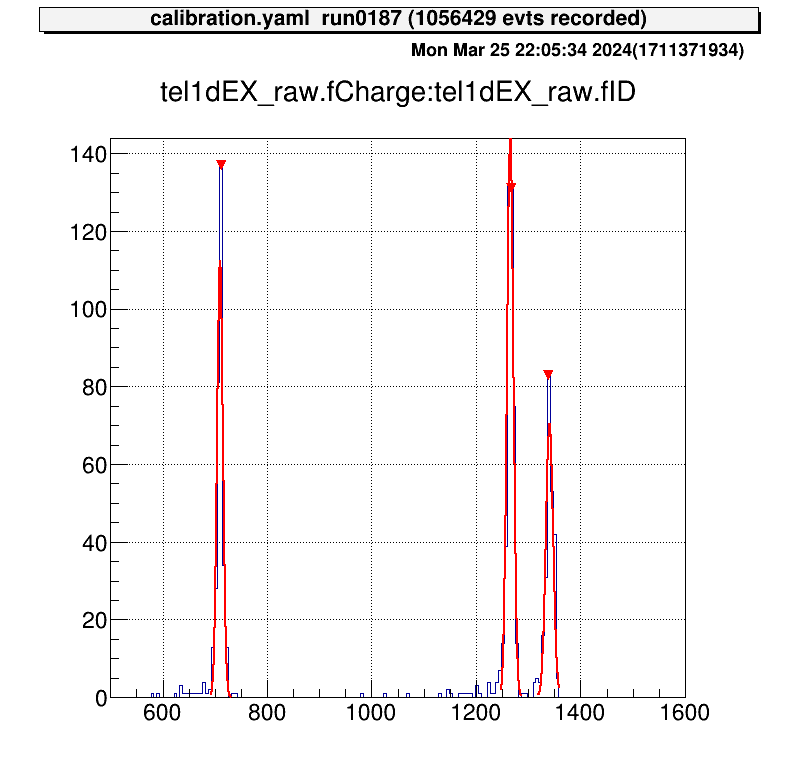 calibration.yaml run0187 (1056429 evts recorded)
Mon Mar 25 22:05:34 2024(1711371934)
tel1dEX_raw.fCharge:tel1dEX_raw.fID
140
120
100
80
60
40
20
0
600 800 1000 1200 1400 1600